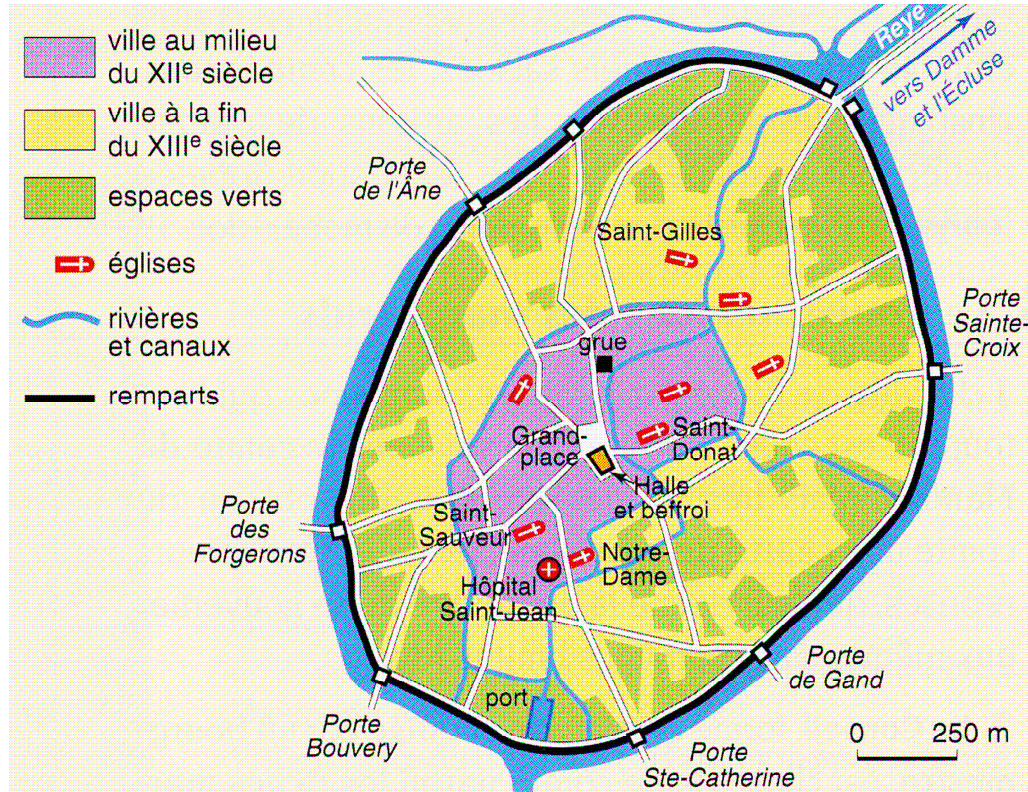 ville au milieu
du XIIe siècle
ville à la fin
du XIIIe siècle
espaces verts
églises
rivières
et canaux
remparts
Reye
vers Damme
et l'Écluse
Porte
de l'Âne
Saint-Gilles
Porte
Sainte-
Croix
grue
Grand-
place
Saint-
Donat
Halle
et beffroi
Porte
des
Forgerons
Saint-
Sauveur
Notre-
Dame
Hôpital
Saint-Jean
port
Porte
de Gand
Porte
Bouvery
Porte
Ste-Catherine
0 250 m